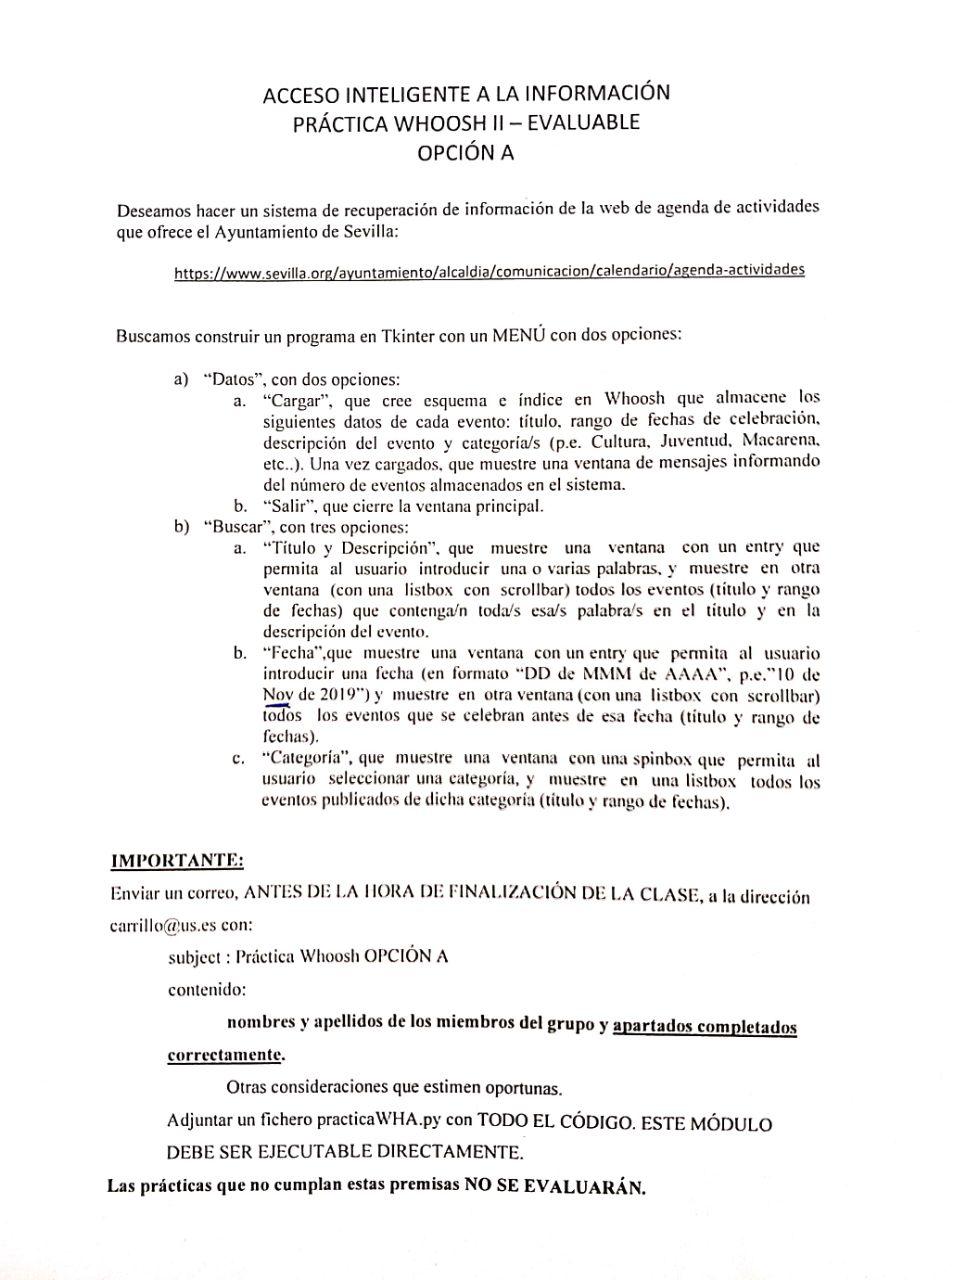 ACCESO INTELIGENTE A LA INFORMACIÓN
PRÁCTICA WHOOSH II – EVALUABLE
OPCIÓN A
Deseamos hacer un sistema de recuperación de información de la web de agenda de actividades
que ofrece el Ayuntamiento de Sevilla:
https://www.sevilla.org/ayuntamiento/alcaldia/comunicacion/calendario/agenda-actividades
Buscamos construir un programa en Tkinter con un MENÚ con dos opciones:
a) “Datos”, con dos opciones:
a. “Cargar”, que cree esquema e índice en Whoosh que almacene los
siguientes datos de cada evento: título, rango de fechas de celebración,
descripción del evento y categoría/s (p.e. Cultura, Juventud, Macarena,
etc..). Una vez cargados, que muestre una ventana de mensajes informando
del número de eventos almacenados en el sistema.
b. “Salir”, que cierre la ventana principal.
b) “Buscar”, con tres opciones:
a. “Título y Descripción”, que muestre una ventana con un entry que
permita al usuario introducir una o varias palabras, y muestre en otra
ventana (con una listbox con scrollbar) todos los eventos (título y rango
de fechas) que contenga/n toda/s esa/s palabra/s en el título y en la
descripción del evento.
b. “Fecha”,que muestre una ventana con un entry que permita al usuario
introducir una fecha (en formato “DD de MMM de AAAA”, p.e.”10 de
Nov de 2019”) y muestre en otra ventana (con una listbox con scrollbar)
todos los eventos que se celebran antes de esa fecha (título y rango de
fechas).
c. “Categoría”, que muestre una ventana con una spinbox que permita al
usuario seleccionar una categoría, y muestre en una listbox todos los
eventos publicados de dicha categoría (título y rango de fechas).
IMPORTANTE:
Enviar un correo, ANTES DE LA HORA DE FINALIZACIÓN DE LA CLASE, a la dirección
carrillo@us.es con:
subject : Práctica Whoosh OPCIÓN A
contenido:
nombres y apellidos de los miembros del grupo y apartados completados
correctamente.
Otras consideraciones que estimen oportunas.
Adjuntar un fichero practicaWHA.py con TODO EL CÓDIGO. ESTE MÓDULO
DEBE SER EJECUTABLE DIRECTAMENTE.
Las prácticas que no cumplan estas premisas NO SE EVALUARÁN.